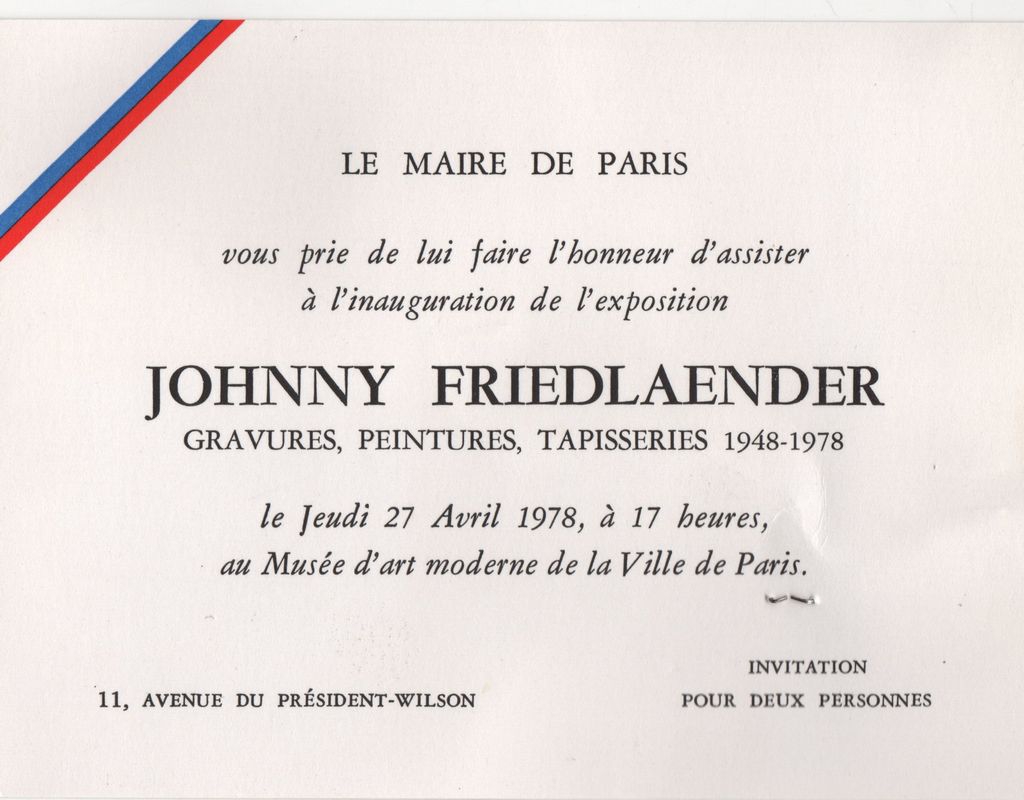 LE MAIRE DE PARIS
vous prie de lui faire l'honneur d'assister
à l'inauguration de l'exposition
JOHNNY FRIEDLAENDER
GRAVURES, PEINTURES, TAPISSERIES 1948-1978
le Jeudi 27 Avril 1978, à 17 heures,
au Musée d'art moderne de la Ville de Paris.
11, AVENUE DU PRÉSIDENT-WILSON
INVITATION
POUR DEUX PERSONNES